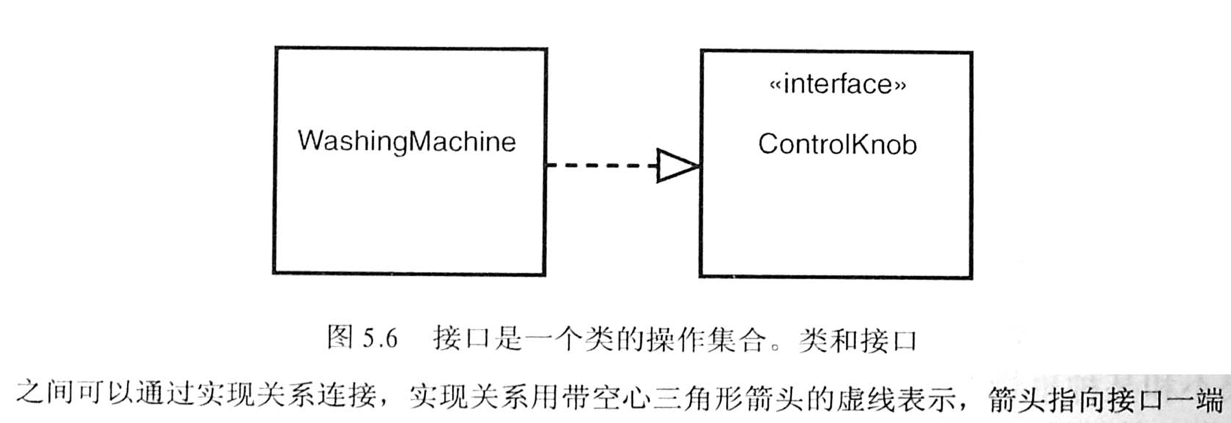 «interface»
WashingMachine
ControlKnob
图 5.6 接口是一个类的操作集合。类和接口
之间可以通过实现关系连接，实现关系用带空心三角形箭头的虚线表示，箭头指向接口一端